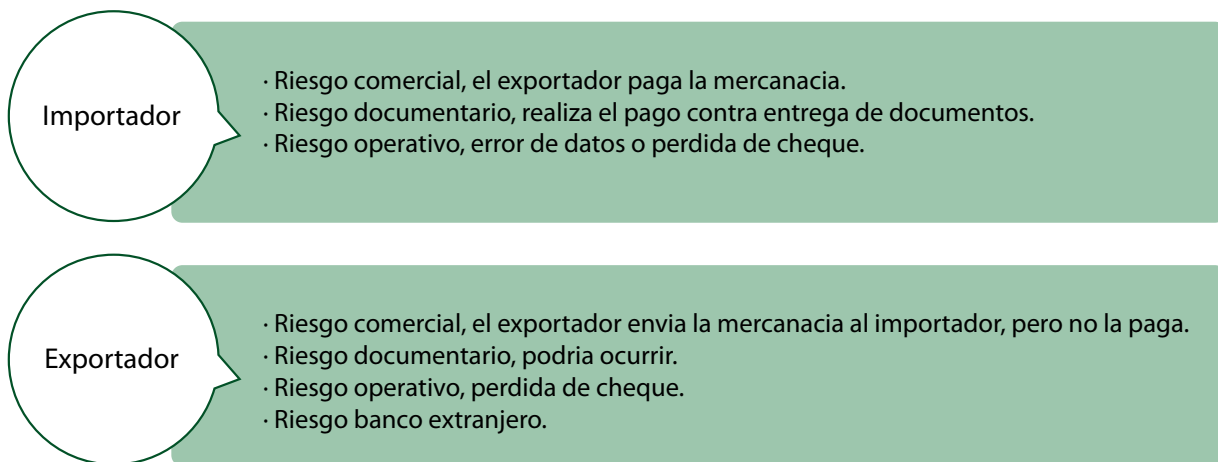 Importador
· Riesgo comercial, el exportador paga la mercanacia.
· Riesgo documentario, realiza el pago contra entrega de documentos.
· Riesgo operativo, error de datos o perdida de cheque.
Exportador
· Riesgo comercial, el exportador envia la mercanacia al importador, pero no la paga.
· Riesgo documentario, podria ocurrir.
· Riesgo operativo, perdida de cheque.
· Riesgo banco extranjero.